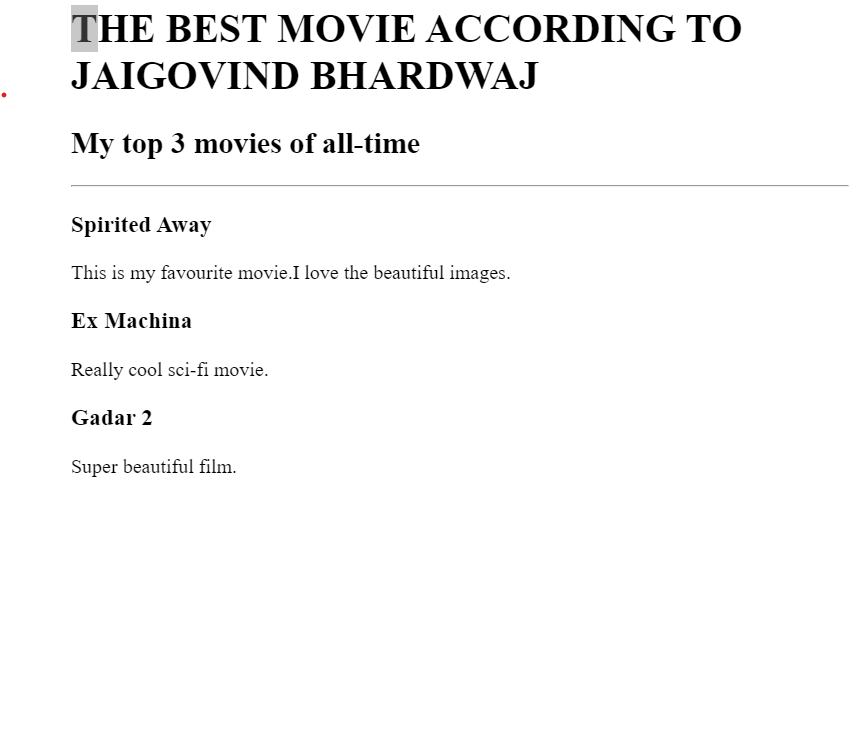 THE BEST MOVIE ACCORDING TO
JAIGOVIND BHARDWAJ
My top 3 movies of all-time
Spirited Away
This is my favourite movie.I love the beautiful images.
Ex Machina
Really cool sci-fi movie.
Gadar 2
Super beautiful film.